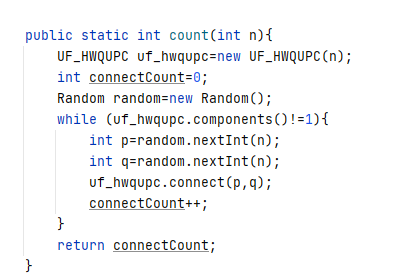 public static int count(int n){
    UF_HWQUPC uf_hwqupc=new UF_HWQUPC(n);
    int connectCount=0;
    Random random=new Random();
    while (uf_hwqupc.components()!=1){
        int p=random.nextInt(n);
        int q=random.nextInt(n);
        uf_hwqupc.connect(p,q);
        connectCount++;
    }
    return connectCount;
}